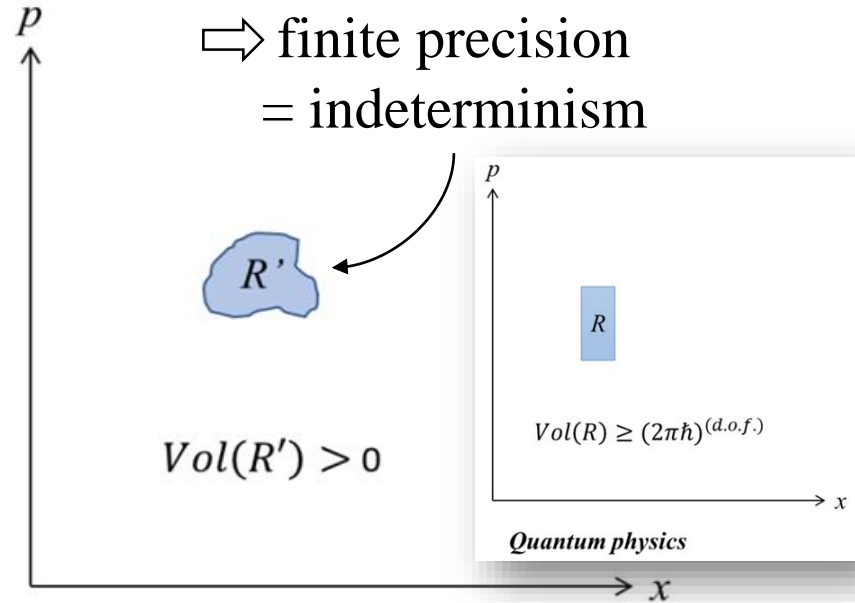 p
⇨ finite precision
= indeterminism
R'
Vol(R′) > 0
x
p
R
Vol(R) ≥ (2πℏ)^(d.o.f.)
x
Quantum physics